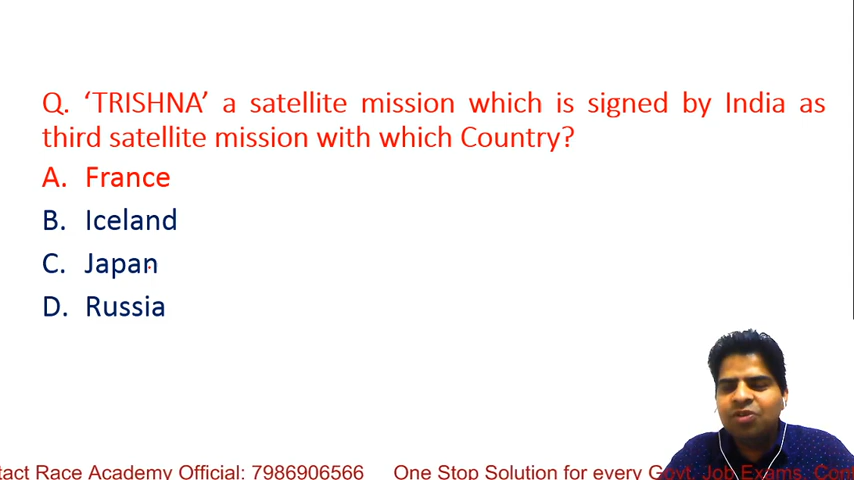 Q. ‘TRISHNA’ a satellite mission which is signed by India as
third satellite mission with which Country?
A. France
B. Iceland
C. Japan
D. Russia
tact Race Academy Official: 7986906566 One Stop Solution for every Govt. Job Exams. Con